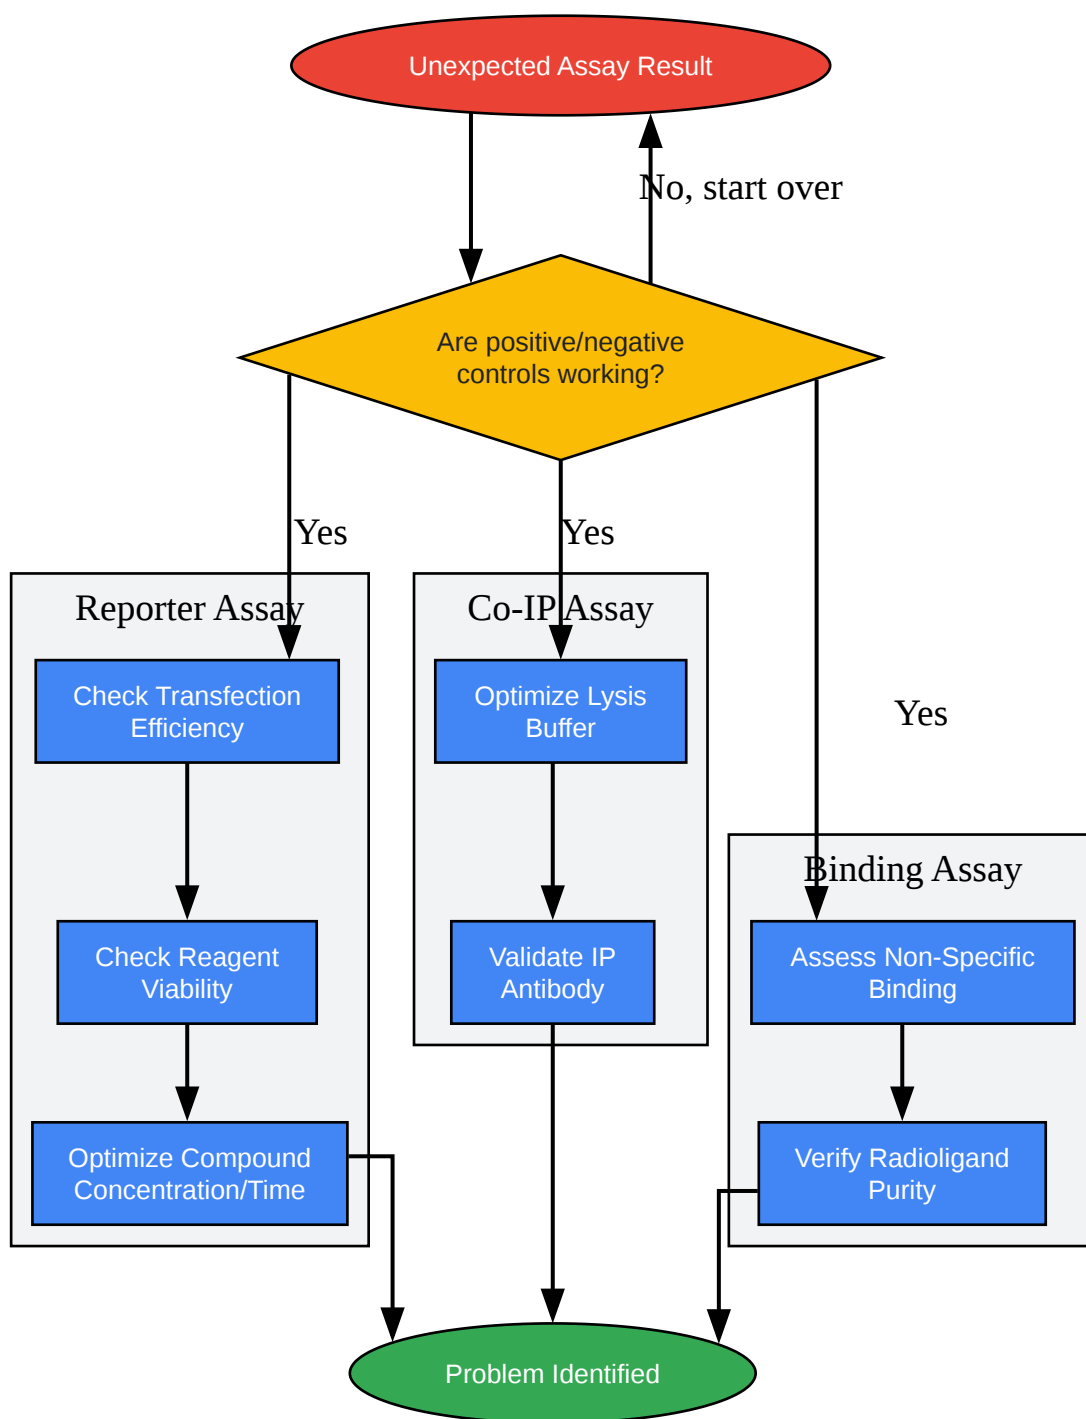 Unexpected Assay Result
No, start over
Are positive/negative
controls working?
Yes
Yes
Yes
Reporter Assay
Check Transfection
Efficiency
Check Reagent
Viability
Optimize Compound
Concentration/Time
Co-IP Assay
Optimize Lysis
Buffer
Validate IP
Antibody
Binding Assay
Assess Non-Specific
Binding
Verify Radioligand
Purity
Problem Identified